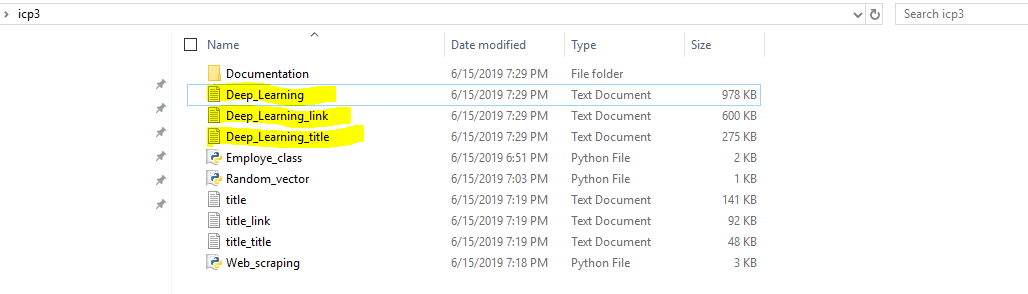 icp3 Search icp3
Name Date modified Type Size
Documentation 6/15/2019 7:29 PM File folder
Deep_Learning 6/15/2019 7:29 PM Text Document 978 KB
Deep_Learning_link 6/15/2019 7:29 PM Text Document 600 KB
Deep_Learning_title 6/15/2019 7:29 PM Text Document 275 KB
Employe_class 6/15/2019 6:51 PM Python File 2 KB
Random_vector 6/15/2019 7:03 PM Python File 1 KB
title 6/15/2019 7:19 PM Text Document 141 KB
title_link 6/15/2019 7:19 PM Text Document 92 KB
title_title 6/15/2019 7:19 PM Text Document 48 KB
Web_scraping 6/15/2019 7:18 PM Python File 3 KB